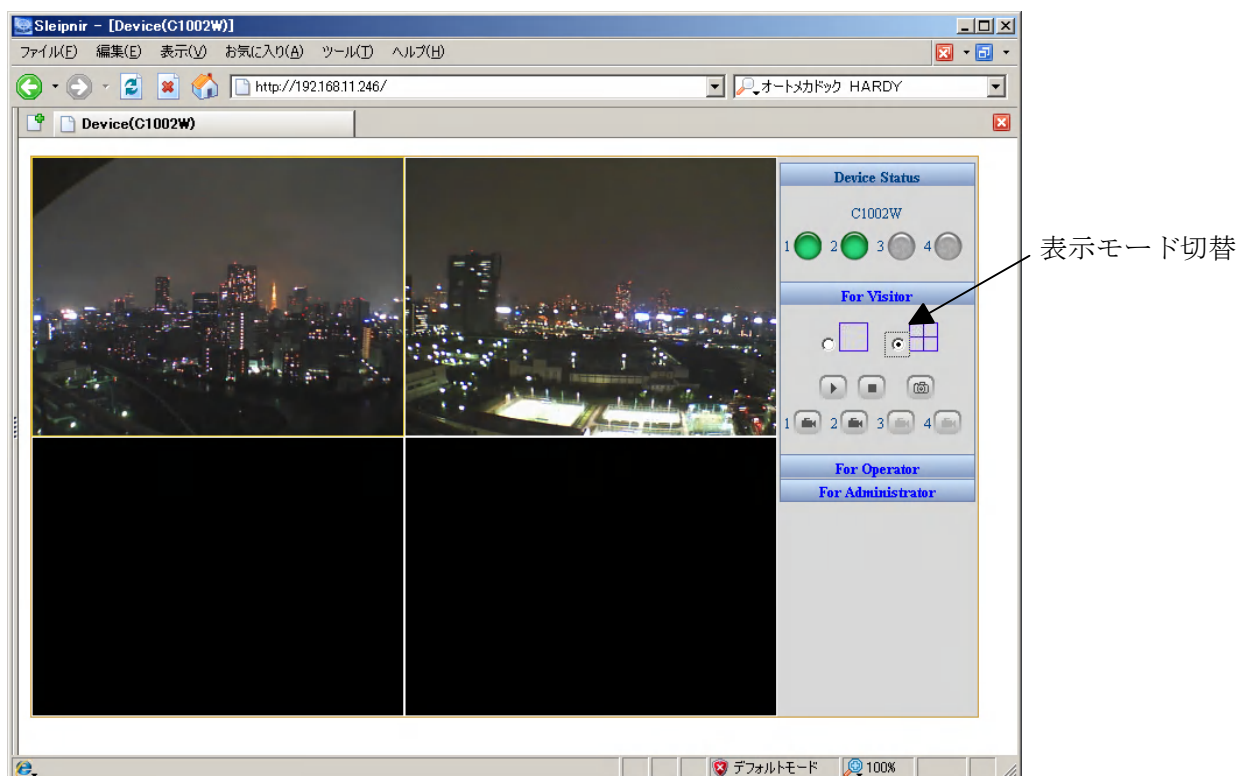 Sleipnir - [Device(C1002W)]
ファイル(F) 編集(E) 表示(V) お気に入り(A) ツール(T) ヘルプ(H)
http://192.168.11.246/ オートメカドック HARDY
Device(C1002W)
Device Status
C1002W
1 2 3 4
表示モード切替
For Visitor
1 2 3 4
For Operator
For Administrator
デフォルトモード 100%